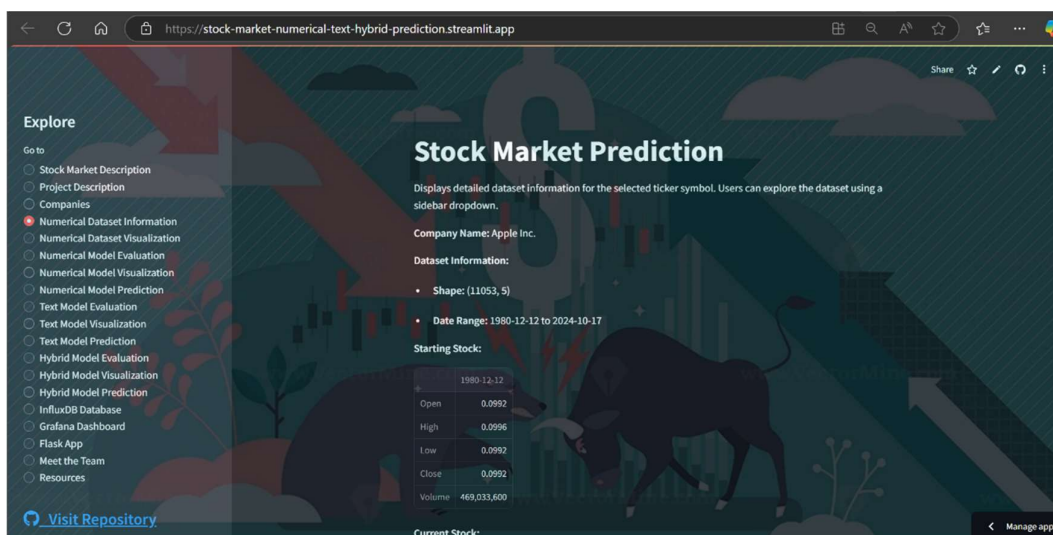 https://stock-market-numerical-text-hybrid-prediction.streamlit.app
Share
Explore
Go to
Stock Market Description
Project Description
Companies
Numerical Dataset Information
Numerical Dataset Visualization
Numerical Model Evaluation
Numerical Model Visualization
Numerical Model Prediction
Text Model Evaluation
Text Model Visualization
Text Model Prediction
Hybrid Model Evaluation
Hybrid Model Visualization
Hybrid Model Prediction
InfluxDB Database
Grafana Dashboard
Flask App
Meet the Team
Resources
Visit Repository
Stock Market Prediction
Displays detailed dataset information for the selected ticker symbol. Users can explore the dataset using a
sidebar dropdown.
Company Name: Apple Inc.
Dataset Information:
• Shape: (11053, 5)
• Date Range: 1980-12-12 to 2024-10-17
Starting Stock:
1980-12-12
Open 0.0992
High 0.0996
Low 0.0992
Close 0.0992
Volume 469,033,600
Current Stock:
Manage app